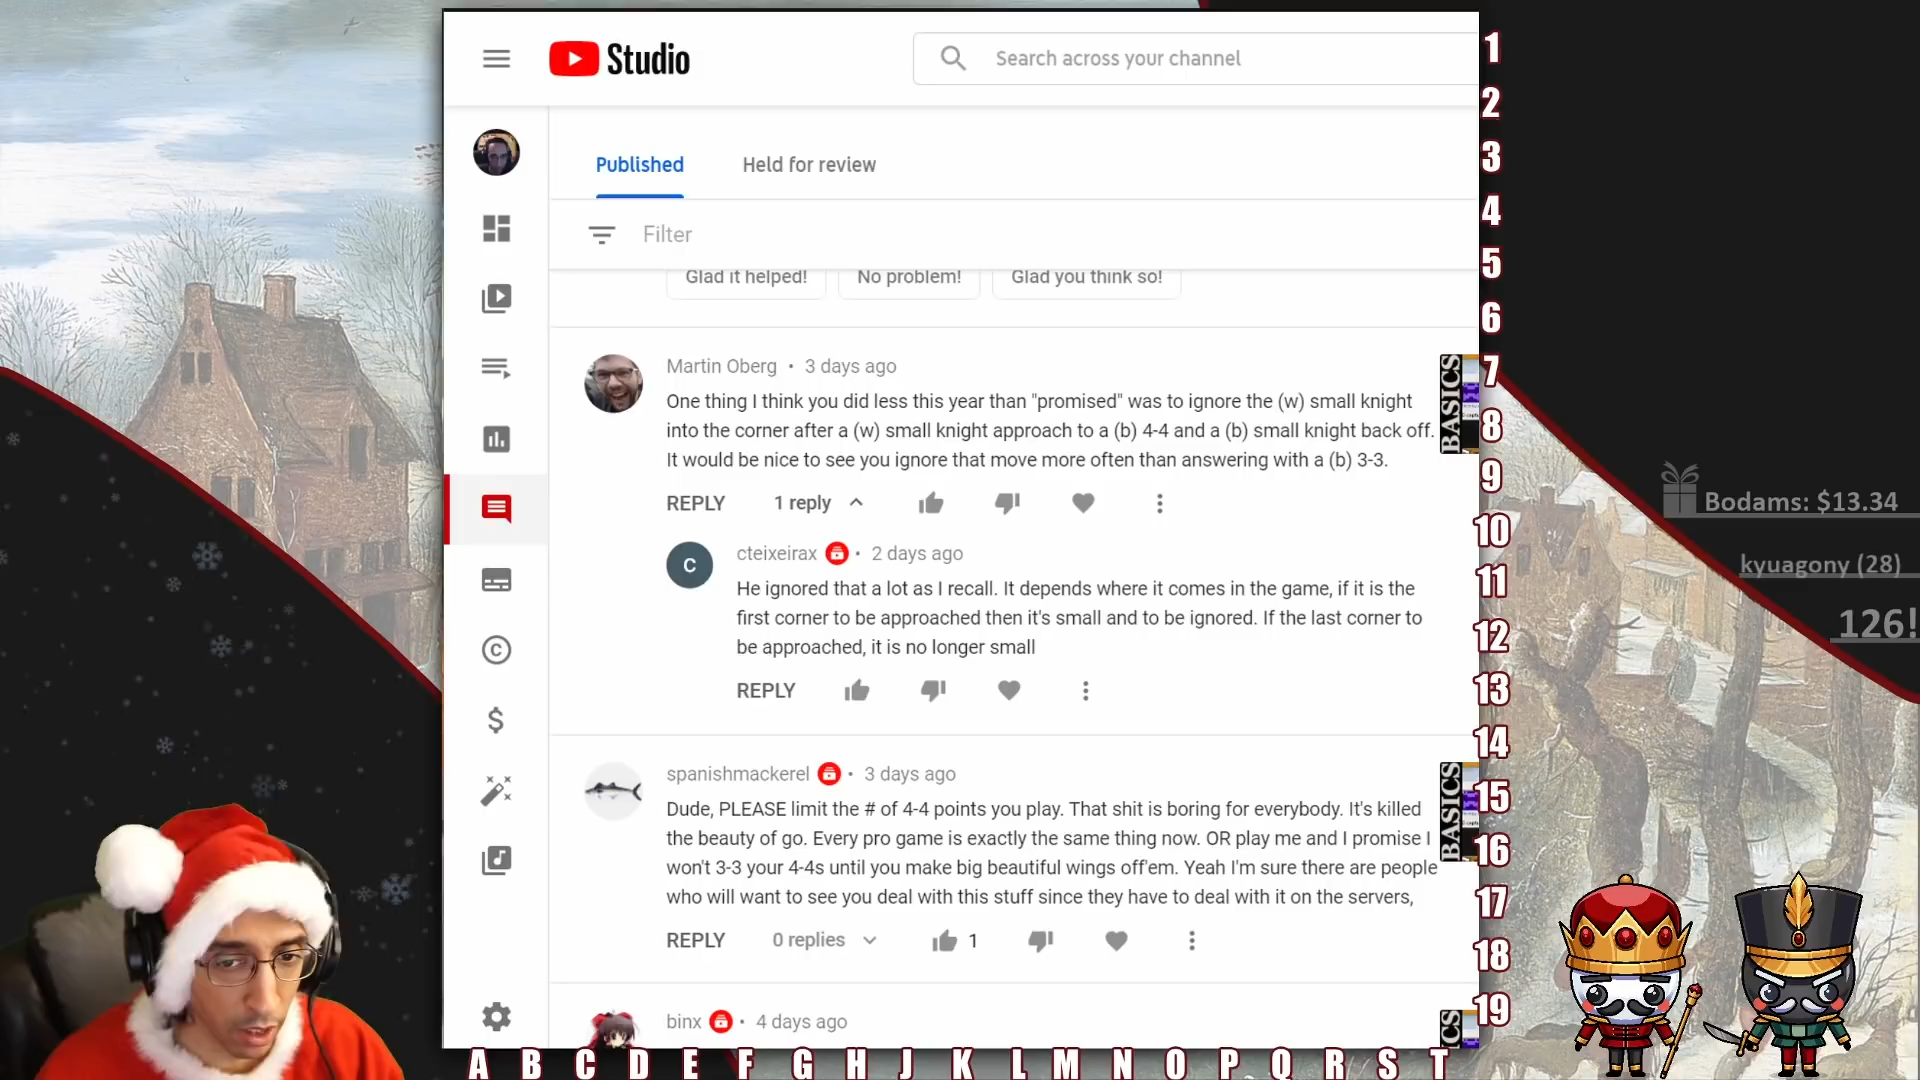 Studio
Search across your channel
Published
Held for review
Filter
Glad it helped!
No problem!
Glad you think so!
Martin Oberg • 3 days ago
One thing I think you did less this year than "promised" was to ignore the (w) small knight
into the corner after a (w) small knight approach to a (b) 4-4 and a (b) small knight back off.
It would be nice to see you ignore that move more often than answering with a (b) 3-3.
REPLY
1 reply
C
cteixeirax • 2 days ago
He ignored that a lot as I recall. It depends where it comes in the game, if it is the
first corner to be approached then it's small and to be ignored. If the last corner to
be approached, it is no longer small
REPLY
spanishmackerel • 3 days ago
Dude, PLEASE limit the # of 4-4 points you play. That shit is boring for everybody. It's killed
the beauty of go. Every pro game is exactly the same thing now. OR play me and I promise I
won't 3-3 your 4-4s until you make big beautiful wings off'em. Yeah I'm sure there are people
who will want to see you deal with this stuff since they have to deal with it on the servers,
REPLY
0 replies
1
binx • 4 days ago
BASICS
BASICS
BASICS
1
2
3
4
5
6
7
8
9
10
11
12
13
14
15
16
17
18
19
A B C D E F G H J K L M N O P Q R S T
Bodams: $13.34
kyuagony (28)
126!